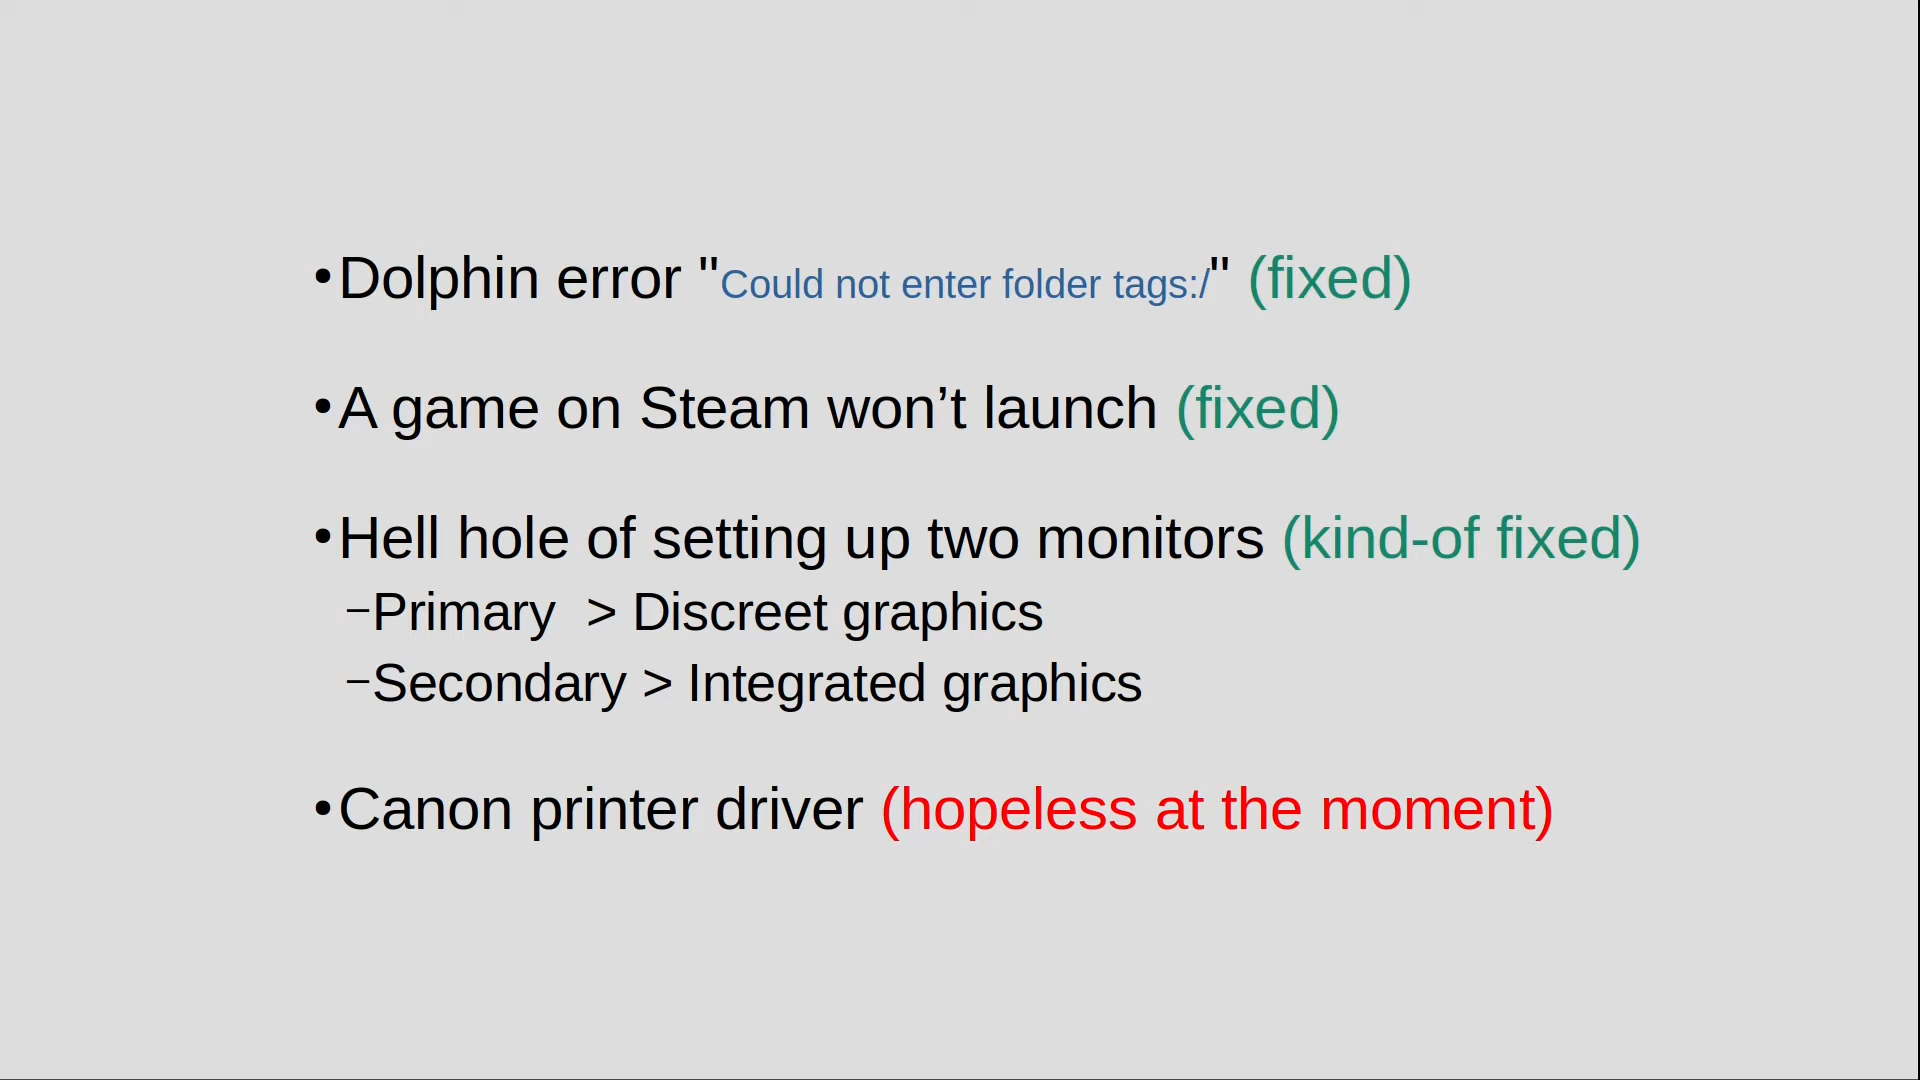 •Dolphin error "Could not enter folder tags:/" (fixed)
•A game on Steam won’t launch (fixed)
•Hell hole of setting up two monitors (kind-of fixed)
–Primary  > Discreet graphics
–Secondary > Integrated graphics
•Canon printer driver (hopeless at the moment)